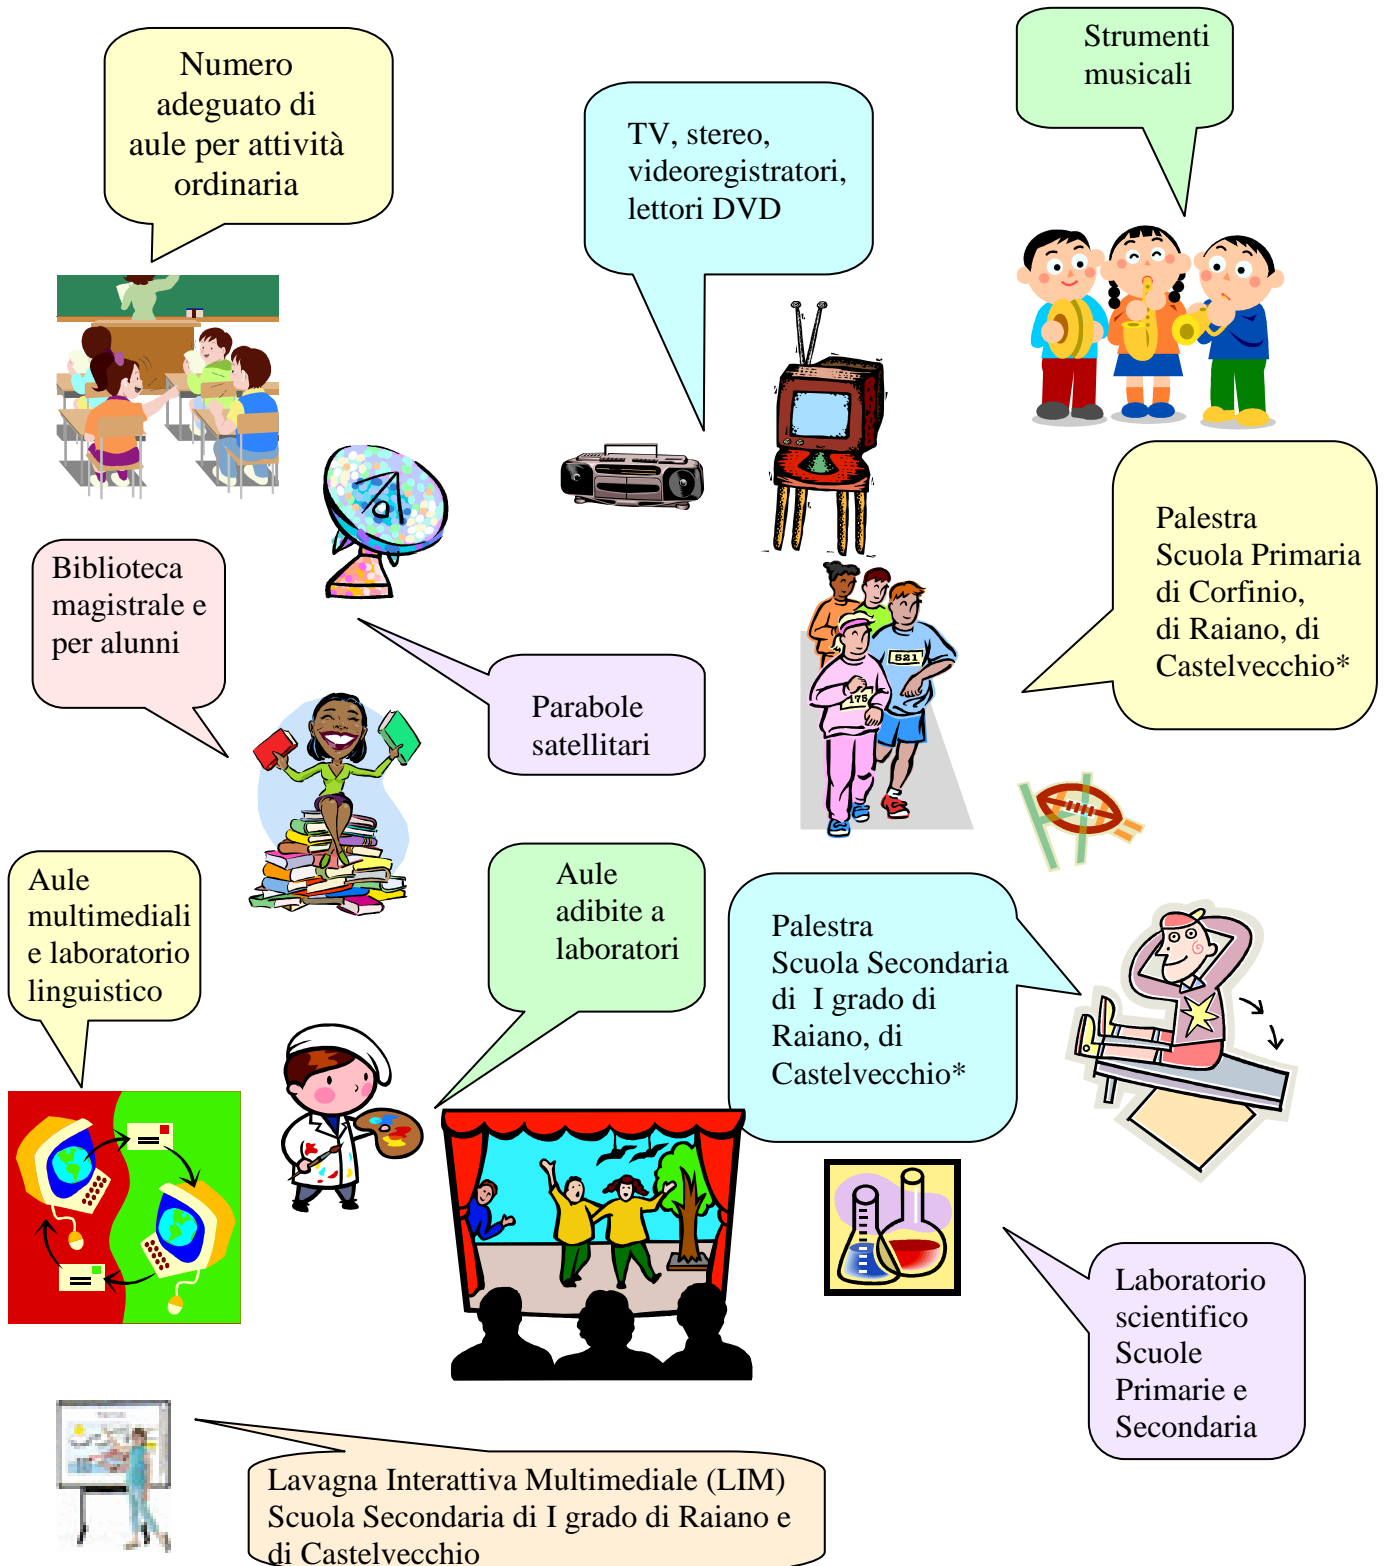 Numero
adeguato di
aule per attività
ordinaria
TV, stereo,
videoregistratori,
lettori DVD
Strumenti
musicali
Palestra
Scuola Primaria
di Corfinio,
di Raiano, di
Castelvecchio*
521
175
Biblioteca
magistrale e
per alunni
Parabole
satellitari
Aule
multimediali
e laboratorio
linguistico
Aule
adibite a
laboratori
Palestra
Scuola Secondaria
di I grado di
Raiano, di
Castelvecchio*
Laboratorio
scientifico
Scuole
Primarie e
Secondaria
Lavagna Interattiva Multimediale (LIM)
Scuola Secondaria di I grado di Raiano e
di Castelvecchio